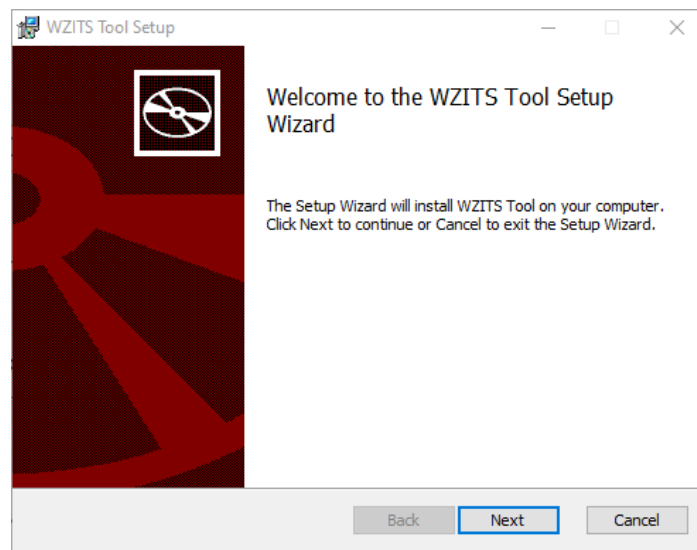 WZITS Tool Setup
Welcome to the WZITS Tool Setup
Wizard
The Setup Wizard will install WZITS Tool on your computer.
Click Next to continue or Cancel to exit the Setup Wizard.
Back Next Cancel